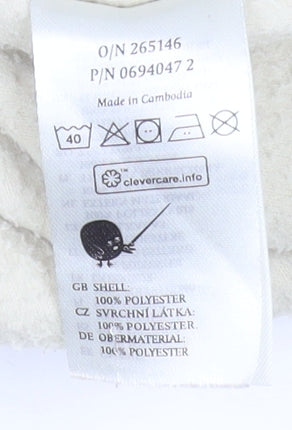 O/N 265146
P/N 0694047 2
Made in Cambodia
40
clevercare.info
GB SHELL:
100% POLYESTER
CZ SVRCHNÍ LÁTKA:
100% POLYESTER.
DE OBERMATERIAL:
100% POLYESTER